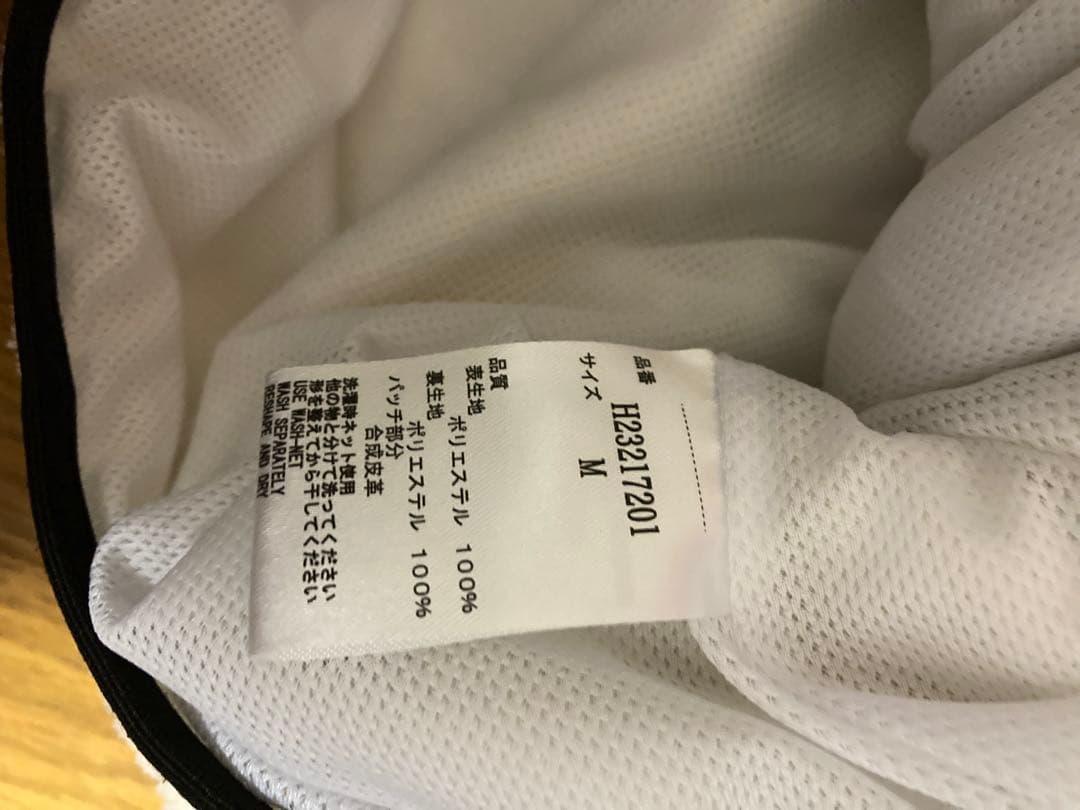 品番 H23217201
サイズ M
品質
表生地 ポリエステル 100%
裏生地 ポリエステル 100%
パッチ部分 合成皮革
洗濯時ネット使用
他の物と分けて洗ってください
形を整えてから干してください
USE WASH-NET
WASH SEPARATELY
RESHAPE AND DRY